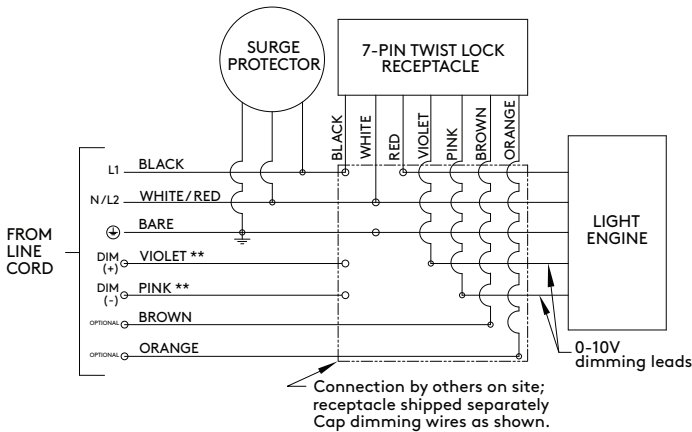 SURGE
PROTECTOR
7-PIN TWIST LOCK
RECEPTACLE
BLACK
WHITE
RED
VIOLET
PINK
BROWN
ORANGE
FROM
LINE
CORD
L1 BLACK
N/L2 WHITE/RED
BARE
DIM
(+) VIOLET **
DIM
(-) PINK **
OPTIONAL BROWN
OPTIONAL ORANGE
LIGHT
ENGINE
0-10V
dimming leads
Connection by others on site;
receptacle shipped separately
Cap dimming wires as shown.